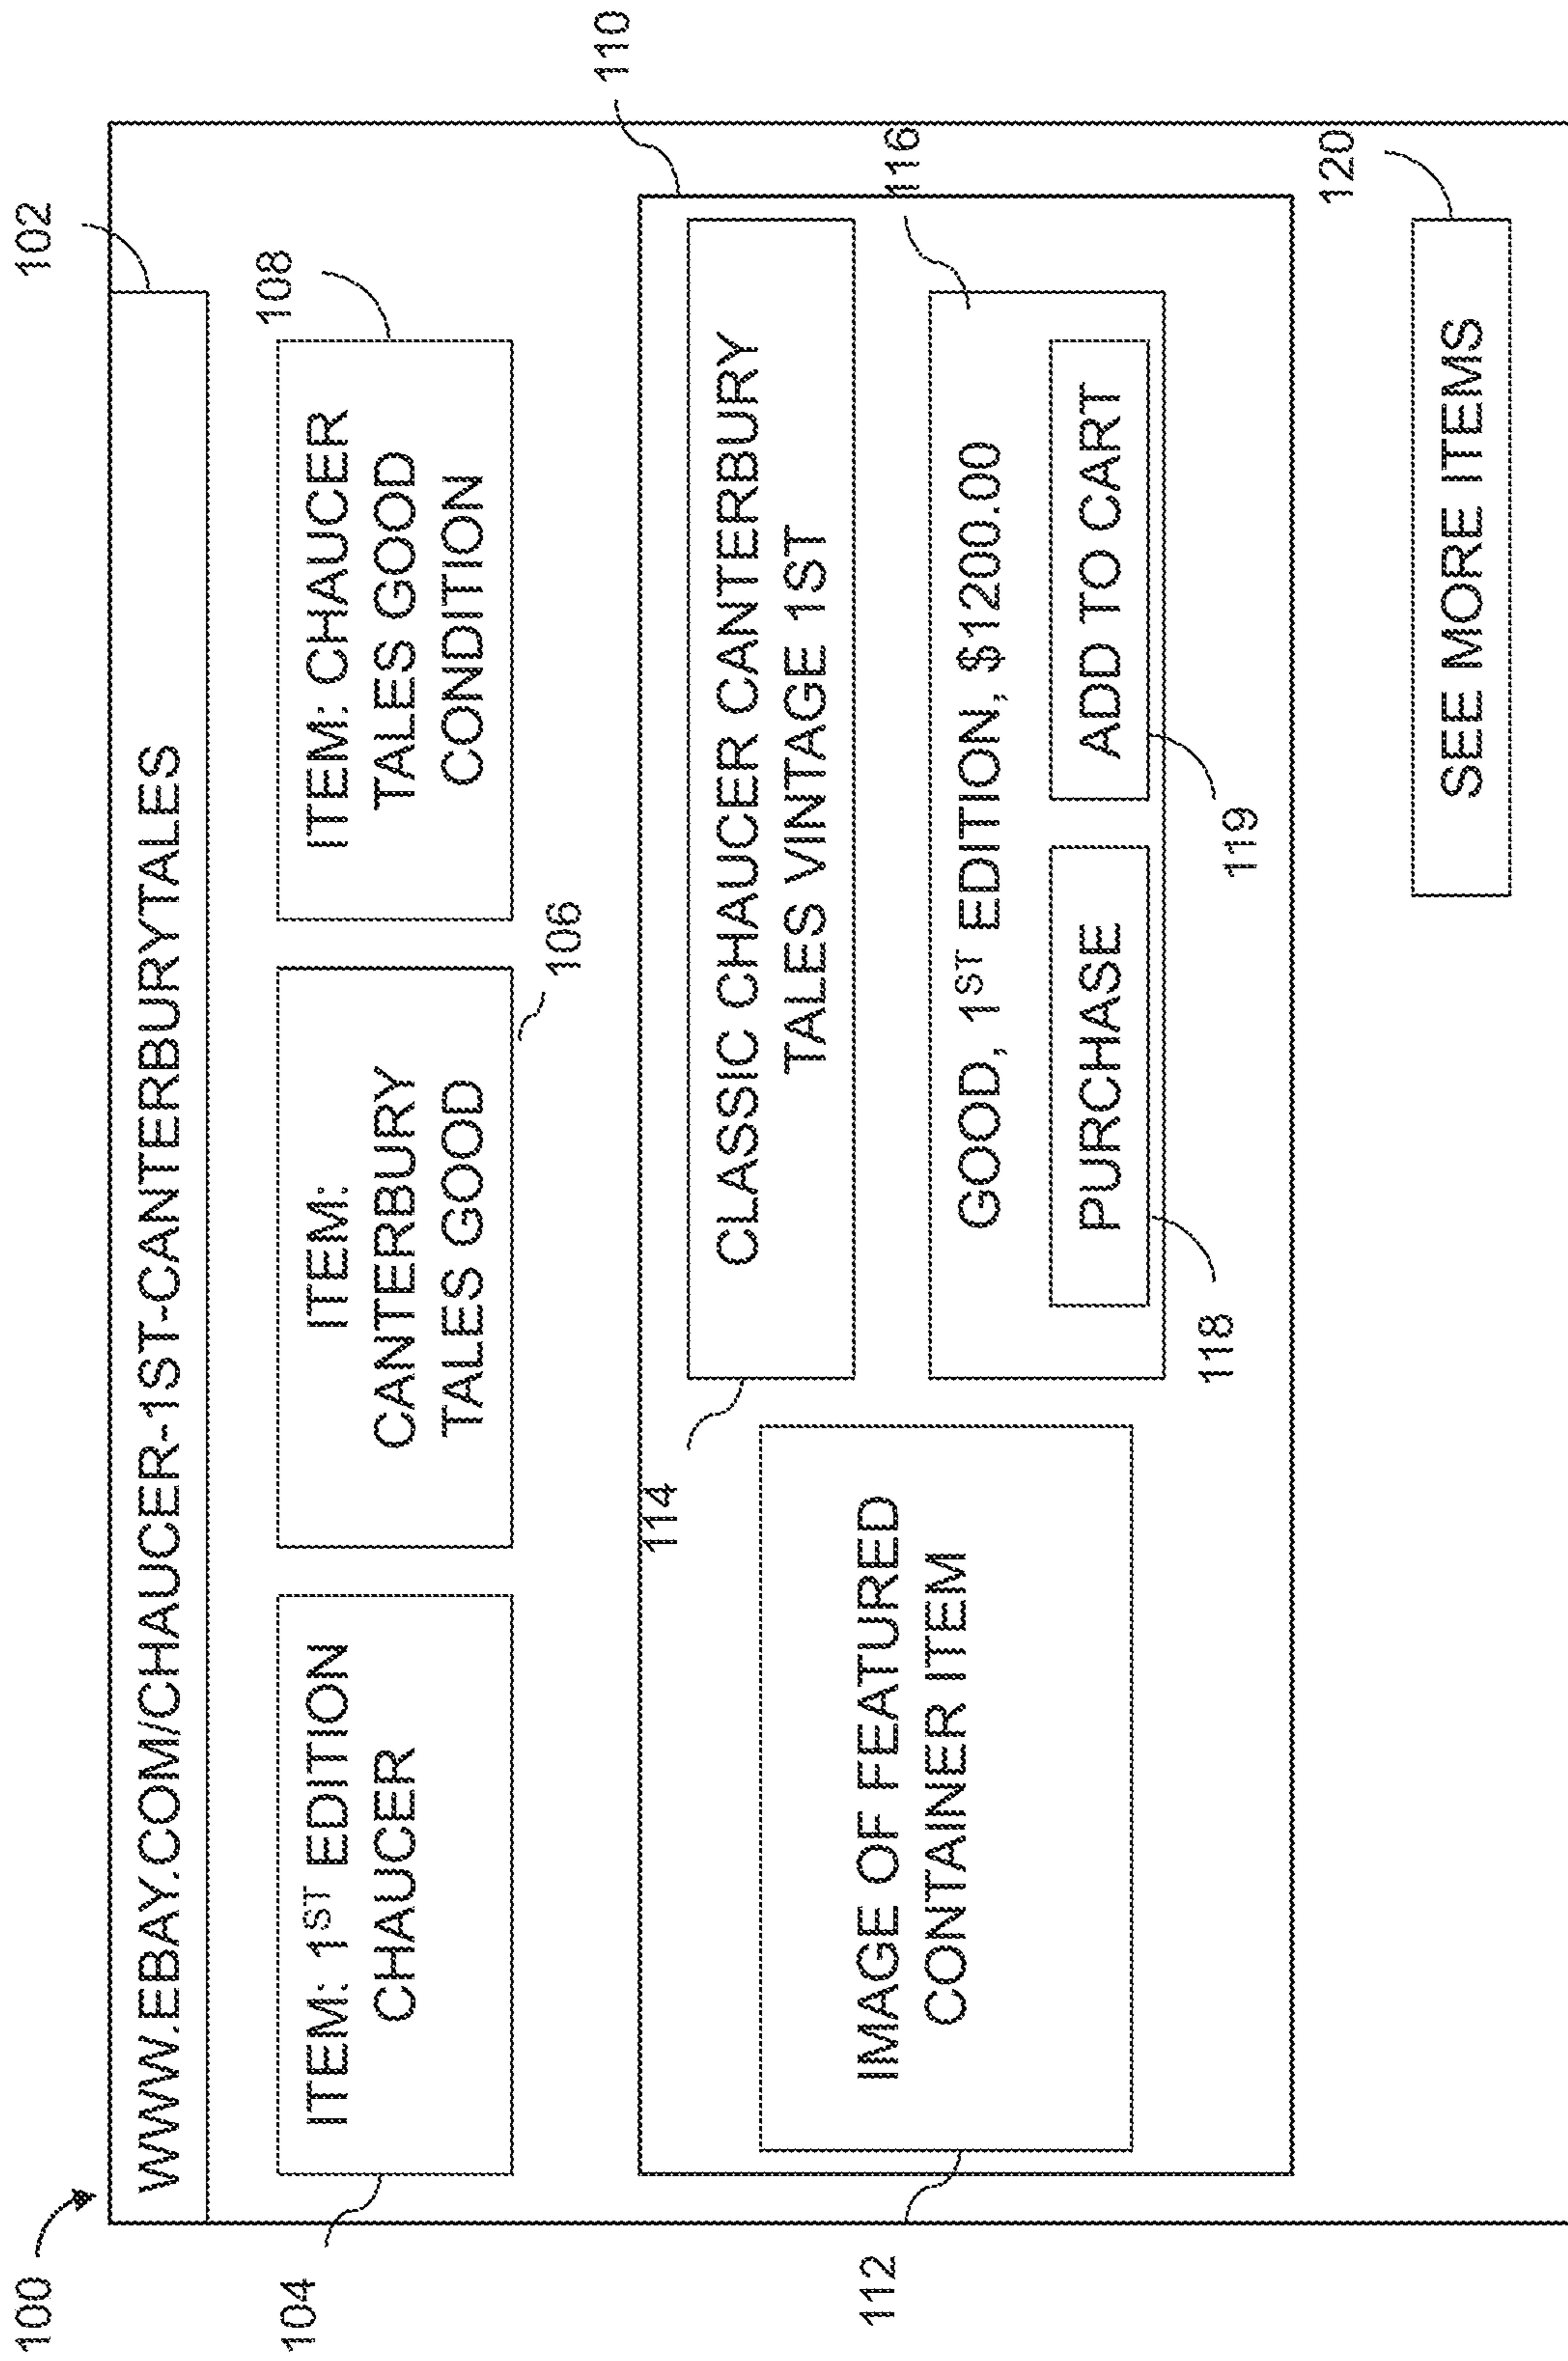 100
102
WWW.EBAY.COM/CHAUCER-1ST-CANTERBURYTALES
104
ITEM: 1ST EDITION
CHAUCER
ITEM:
CANTERBURY
TALES GOOD
106
108
ITEM: CHAUCER
TALES GOOD
CONDITION
110
112
IMAGE OF FEATURED
CONTAINER ITEM
114
CLASSIC CHAUCER CANTERBURY
TALES VINTAGE 1ST
116
GOOD, 1ST EDITION, $1200.00
PURCHASE
118
ADD TO CART
119
120
SEE MORE ITEMS